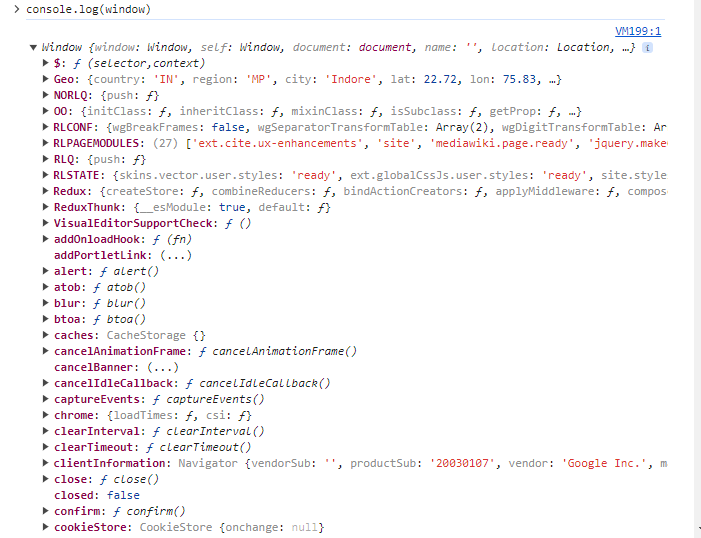 > console.log(window)
VM199:1
▼ Window {window: Window, self: Window, document: document, name: '', location: Location, …} i
▶ $: ƒ (selector,context)
▶ Geo: {country: 'IN', region: 'MP', city: 'Indore', lat: 22.72, lon: 75.83, …}
▶ NORLQ: {push: ƒ}
▶ OO: {initClass: ƒ, inheritClass: ƒ, mixinClass: ƒ, isSubclass: ƒ, getProp: ƒ, …}
▶ RLCONF: {wgBreakFrames: false, wgSeparatorTransformTable: Array(2), wgDigitTransformTable: Ar
▶ RLPAGEMODULES: (27) ['ext.cite.ux-enhancements', 'site', 'mediawiki.page.ready', 'jquery.make
▶ RLQ: {push: ƒ}
▶ RLSTATE: {skins.vector.user.styles: 'ready', ext.globalCssJs.user.styles: 'ready', site.style
▶ Redux: {createStore: ƒ, combineReducers: ƒ, bindActionCreators: ƒ, applyMiddleware: ƒ, compos
▶ ReduxThunk: {__esModule: true, default: ƒ}
▶ VisualEditorSupportCheck: ƒ ()
▶ addOnloadHook: ƒ (fn)
addPortletLink: (...)
▶ alert: ƒ alert()
▶ atob: ƒ atob()
▶ blur: ƒ blur()
▶ btoa: ƒ btoa()
▶ caches: CacheStorage {}
▶ cancelAnimationFrame: ƒ cancelAnimationFrame()
cancelBanner: (...)
▶ cancelIdleCallback: ƒ cancelIdleCallback()
▶ captureEvents: ƒ captureEvents()
▶ chrome: {loadTimes: ƒ, csi: ƒ}
▶ clearInterval: ƒ clearInterval()
▶ clearTimeout: ƒ clearTimeout()
▶ clientInformation: Navigator {vendorSub: '', productSub: '20030107', vendor: 'Google Inc.', m
▶ close: ƒ close()
closed: false
▶ confirm: ƒ confirm()
▶ cookieStore: CookieStore {onchange: null}